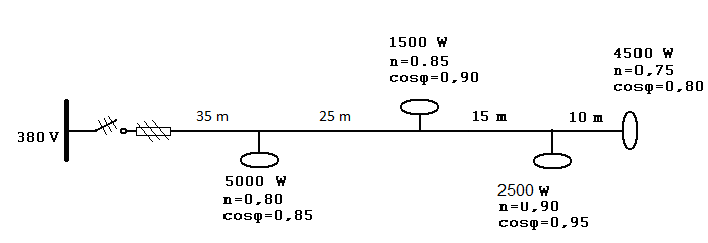 1500 W
n=0.85
cosφ=0,90
4500 W
n=0,75
cosφ=0,80
35 m
25 m
15 m
10 m
380 V
5000 W
n=0,80
cosφ=0,85
2500 W
n=0,90
cosφ=0,95